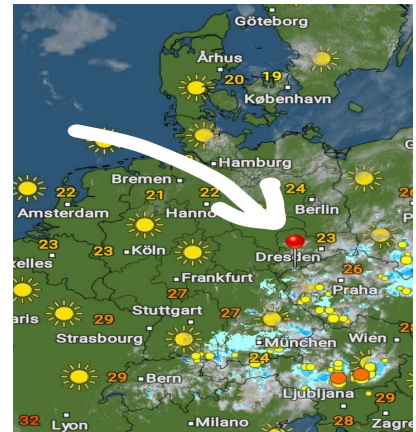 Göteborg
Århus
20
19
København
Hamburg
Bremen
21
22
24
22
Amsterdam
Hanno
Berlin
23
23
Köln
Dresden
23
elles
26
Frankfurt
Praha
27
aris
29
Stuttgart
27
Strasbourg
München
Wien
24
29
Bern
Ljubljana
29
32
Lyon
Milano
28
Zagre